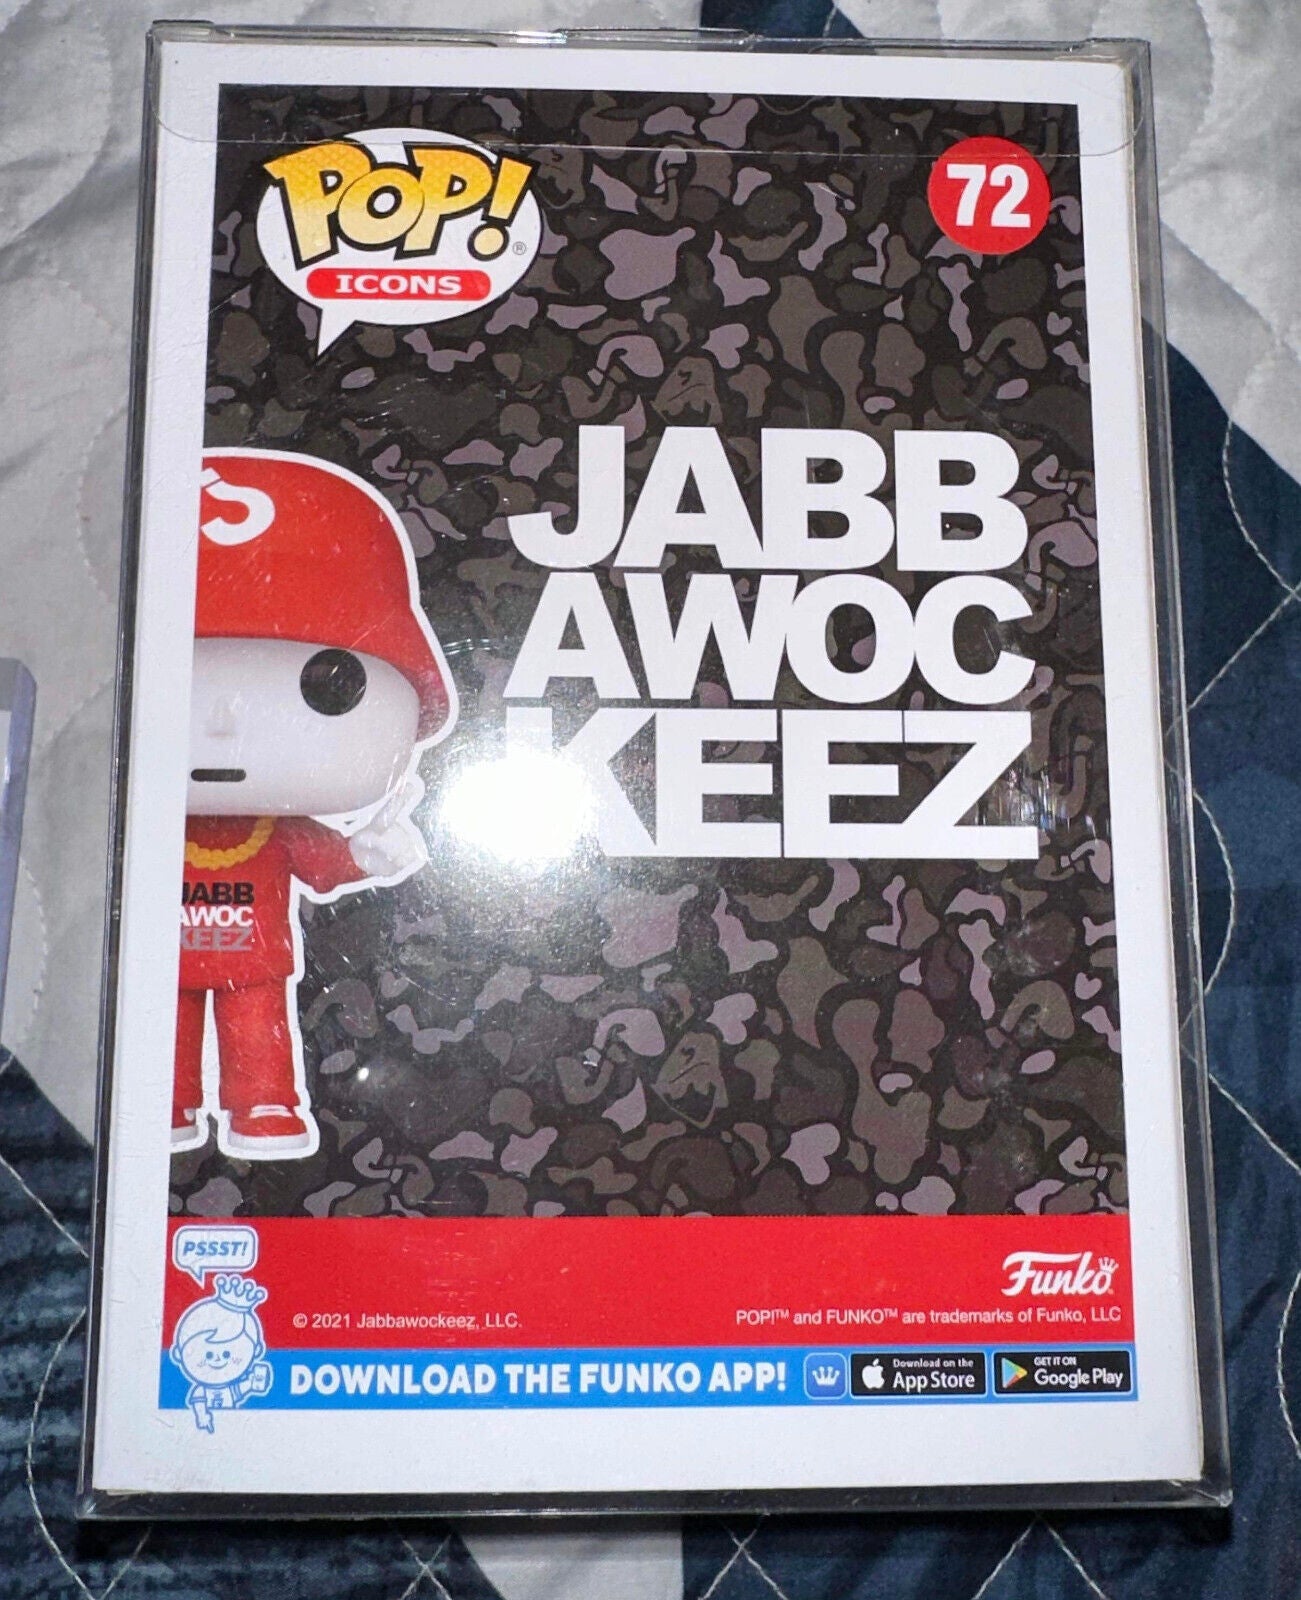 POP!®
ICONS
72
JABB
AWOC
KEEZ
JABB
AWOC
KEEZ
PSSST!
Funko
© 2021 Jabbawockeez, LLC.
POP!™ and FUNKO™ are trademarks of Funko, LLC
DOWNLOAD THE FUNKO APP!
Download on the
App Store
GET IT ON
Google Play